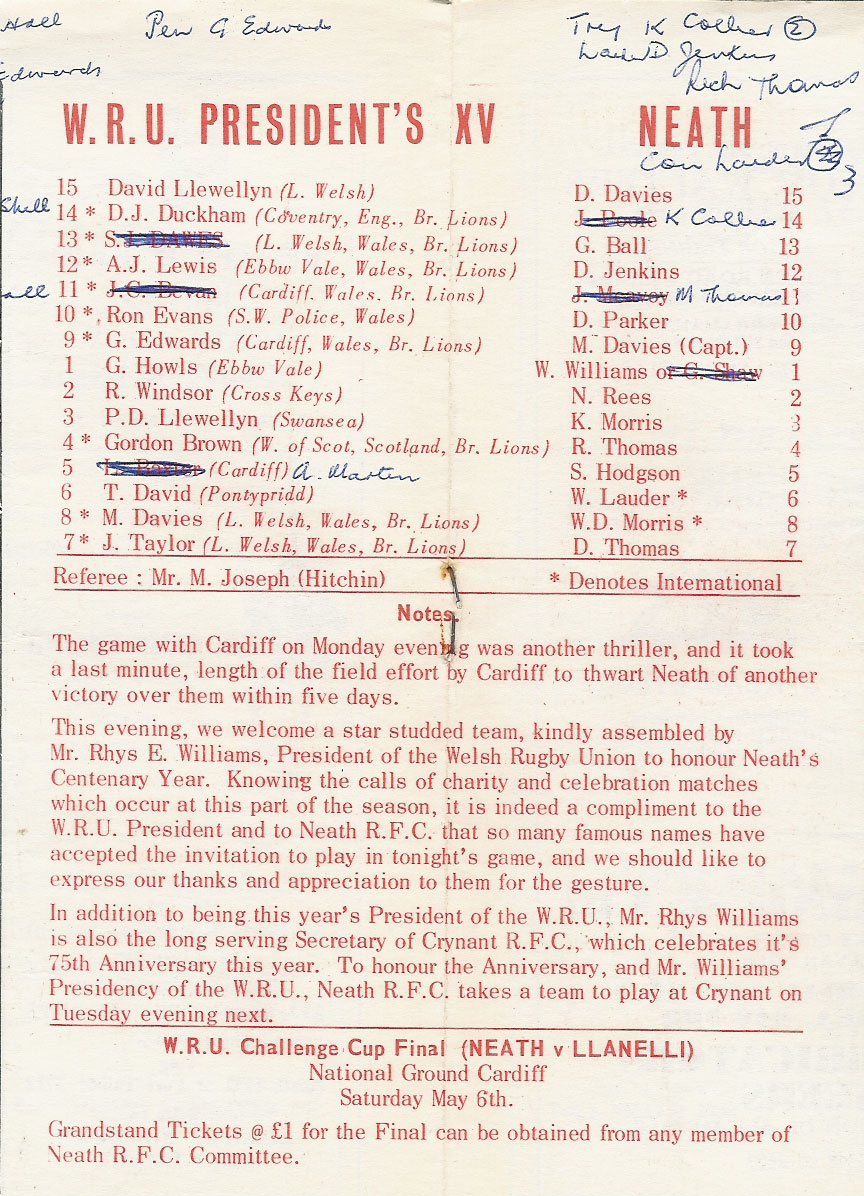 Hall Pen G Edwards Try K Collier (2)
Edwards Lauder D Jenkins
Rich Thomas
W.R.U. PRESIDENT'S XV NEATH
Con Lauder 3
15 David Llewellyn (L. Welsh) D. Davies 15
14 * D.J. Duckham (Coventry, Eng., Br. Lions) J. Poole K Collier 14
13 * S.J. DAWES (L. Welsh, Wales, Br. Lions) G. Ball 13
12 * A.J. Lewis (Ebbw Vale, Wales, Br. Lions) D. Jenkins 12
11 * J.C. Bevan (Cardiff. Wales. Br. Lions) J. Mcavoy M Thomas 11
10 * Ron Evans (S.W. Police, Wales) D. Parker 10
9 * G. Edwards (Cardiff, Wales, Br. Lions) M. Davies (Capt.) 9
1 G. Howls (Ebbw Vale) W. Williams or G. Shaw 1
2 R. Windsor (Cross Keys) N. Rees 2
3 P.D. Llewellyn (Swansea) K. Morris 3
4 * Gordon Brown (W. of Scot, Scotland, Br. Lions) R. Thomas 4
5 L. Baxter (Cardiff) A. Martin S. Hodgson 5
6 T. David (Pontypridd) W. Lauder * 6
8 * M. Davies (L. Welsh, Wales, Br. Lions) W.D. Morris * 8
7 * J. Taylor (L. Welsh, Wales, Br. Lions) D. Thomas 7
Referee : Mr. M. Joseph (Hitchin) * Denotes International
Notes.
The game with Cardiff on Monday evening was another thriller, and it took
a last minute, length of the field effort by Cardiff to thwart Neath of another
victory over them within five days.
This evening, we welcome a star studded team, kindly assembled by
Mr. Rhys E. Williams, President of the Welsh Rugby Union to honour Neath's
Centenary Year. Knowing the calls of charity and celebration matches
which occur at this part of the season, it is indeed a compliment to the
W.R.U. President and to Neath R.F.C. that so many famous names have
accepted the invitation to play in tonight's game, and we should like to
express our thanks and appreciation to them for the gesture.
In addition to being this year's President of the W.R.U., Mr. Rhys Williams
is also the long serving Secretary of Crynant R.F.C., which celebrates it's
75th Anniversary this year. To honour the Anniversary, and Mr. Williams'
Presidency of the W.R.U., Neath R.F.C. takes a team to play at Crynant on
Tuesday evening next.
W.R.U. Challenge Cup Final (NEATH v LLANELLI)
National Ground Cardiff
Saturday May 6th.
Grandstand Tickets @ £1 for the Final can be obtained from any member of
Neath R.F.C. Committee.